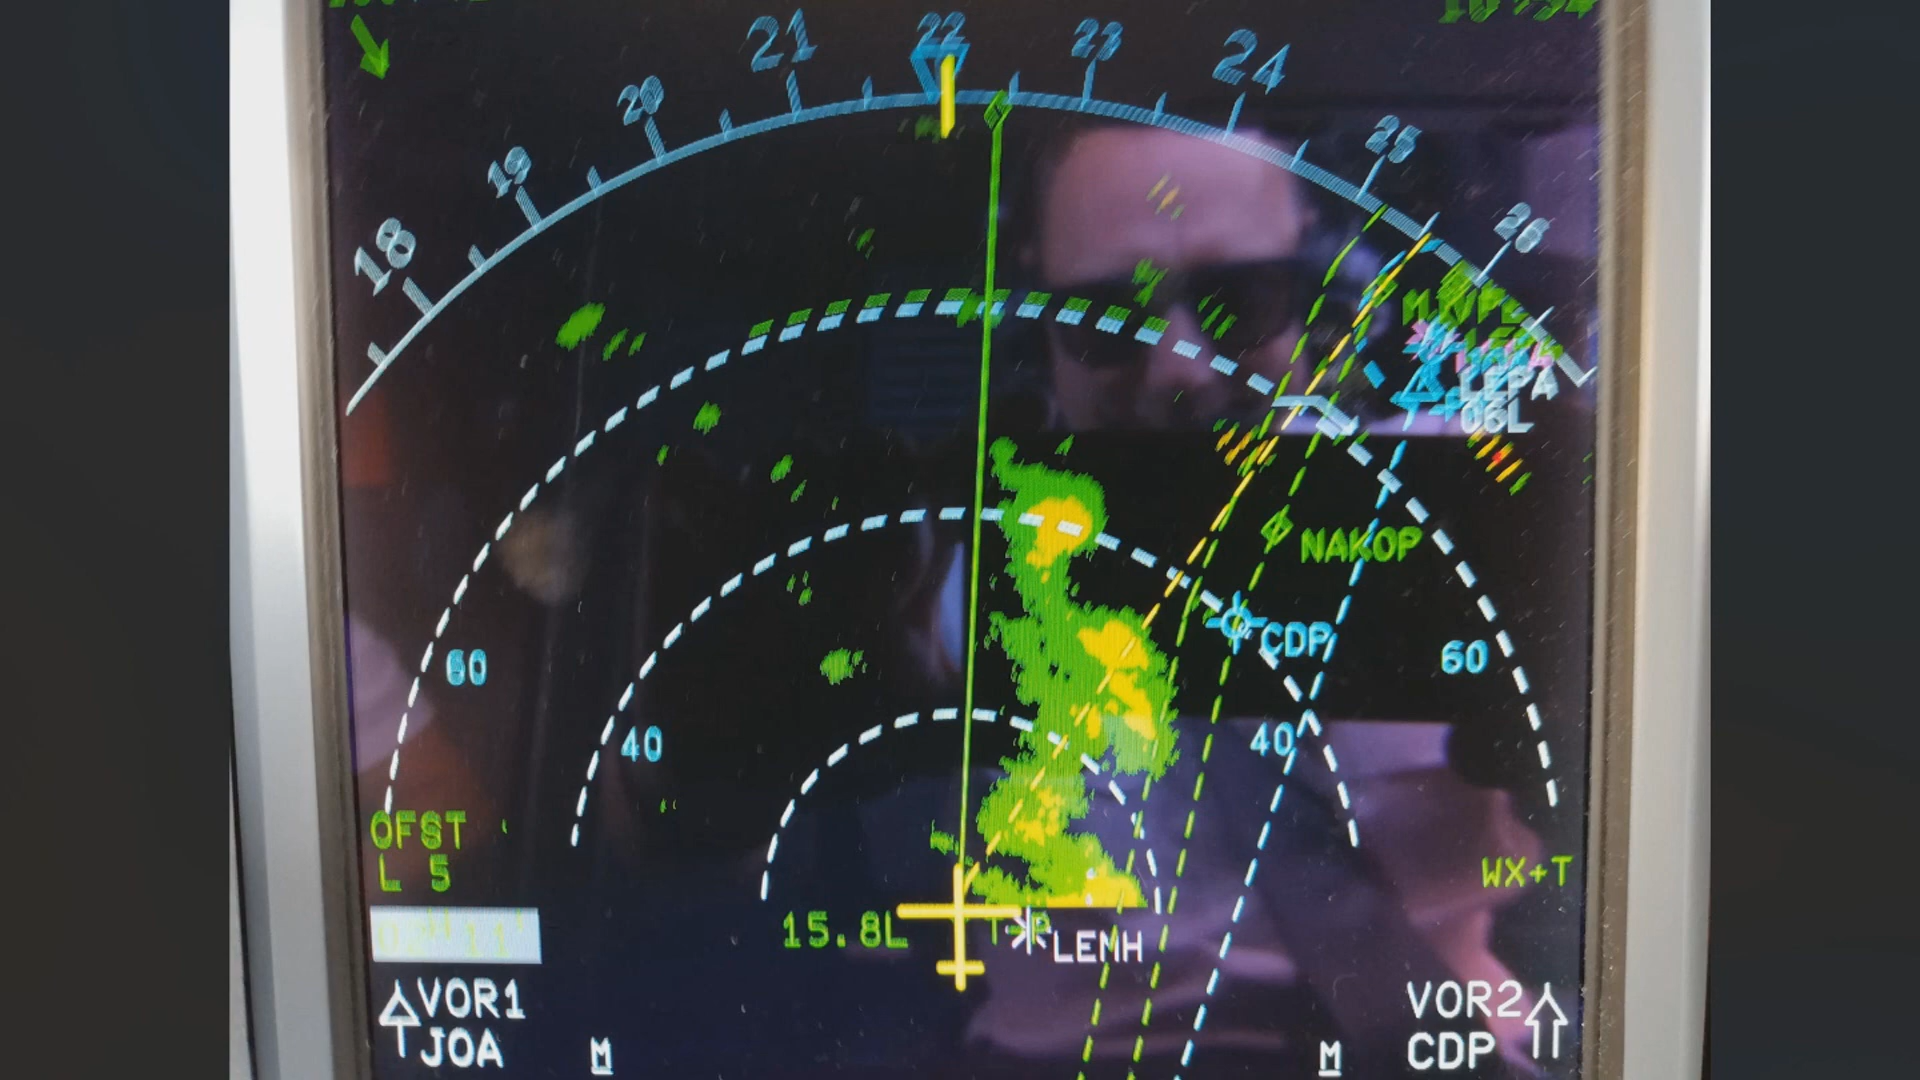 21 22 23
20 24
19 25
18 26
LEPA
06L
NAKOP
CDP
60 60
40 40
OFST
L 5
WX+T
15.8L
LEMH
VOR1 VOR2
JOA CDP
M M